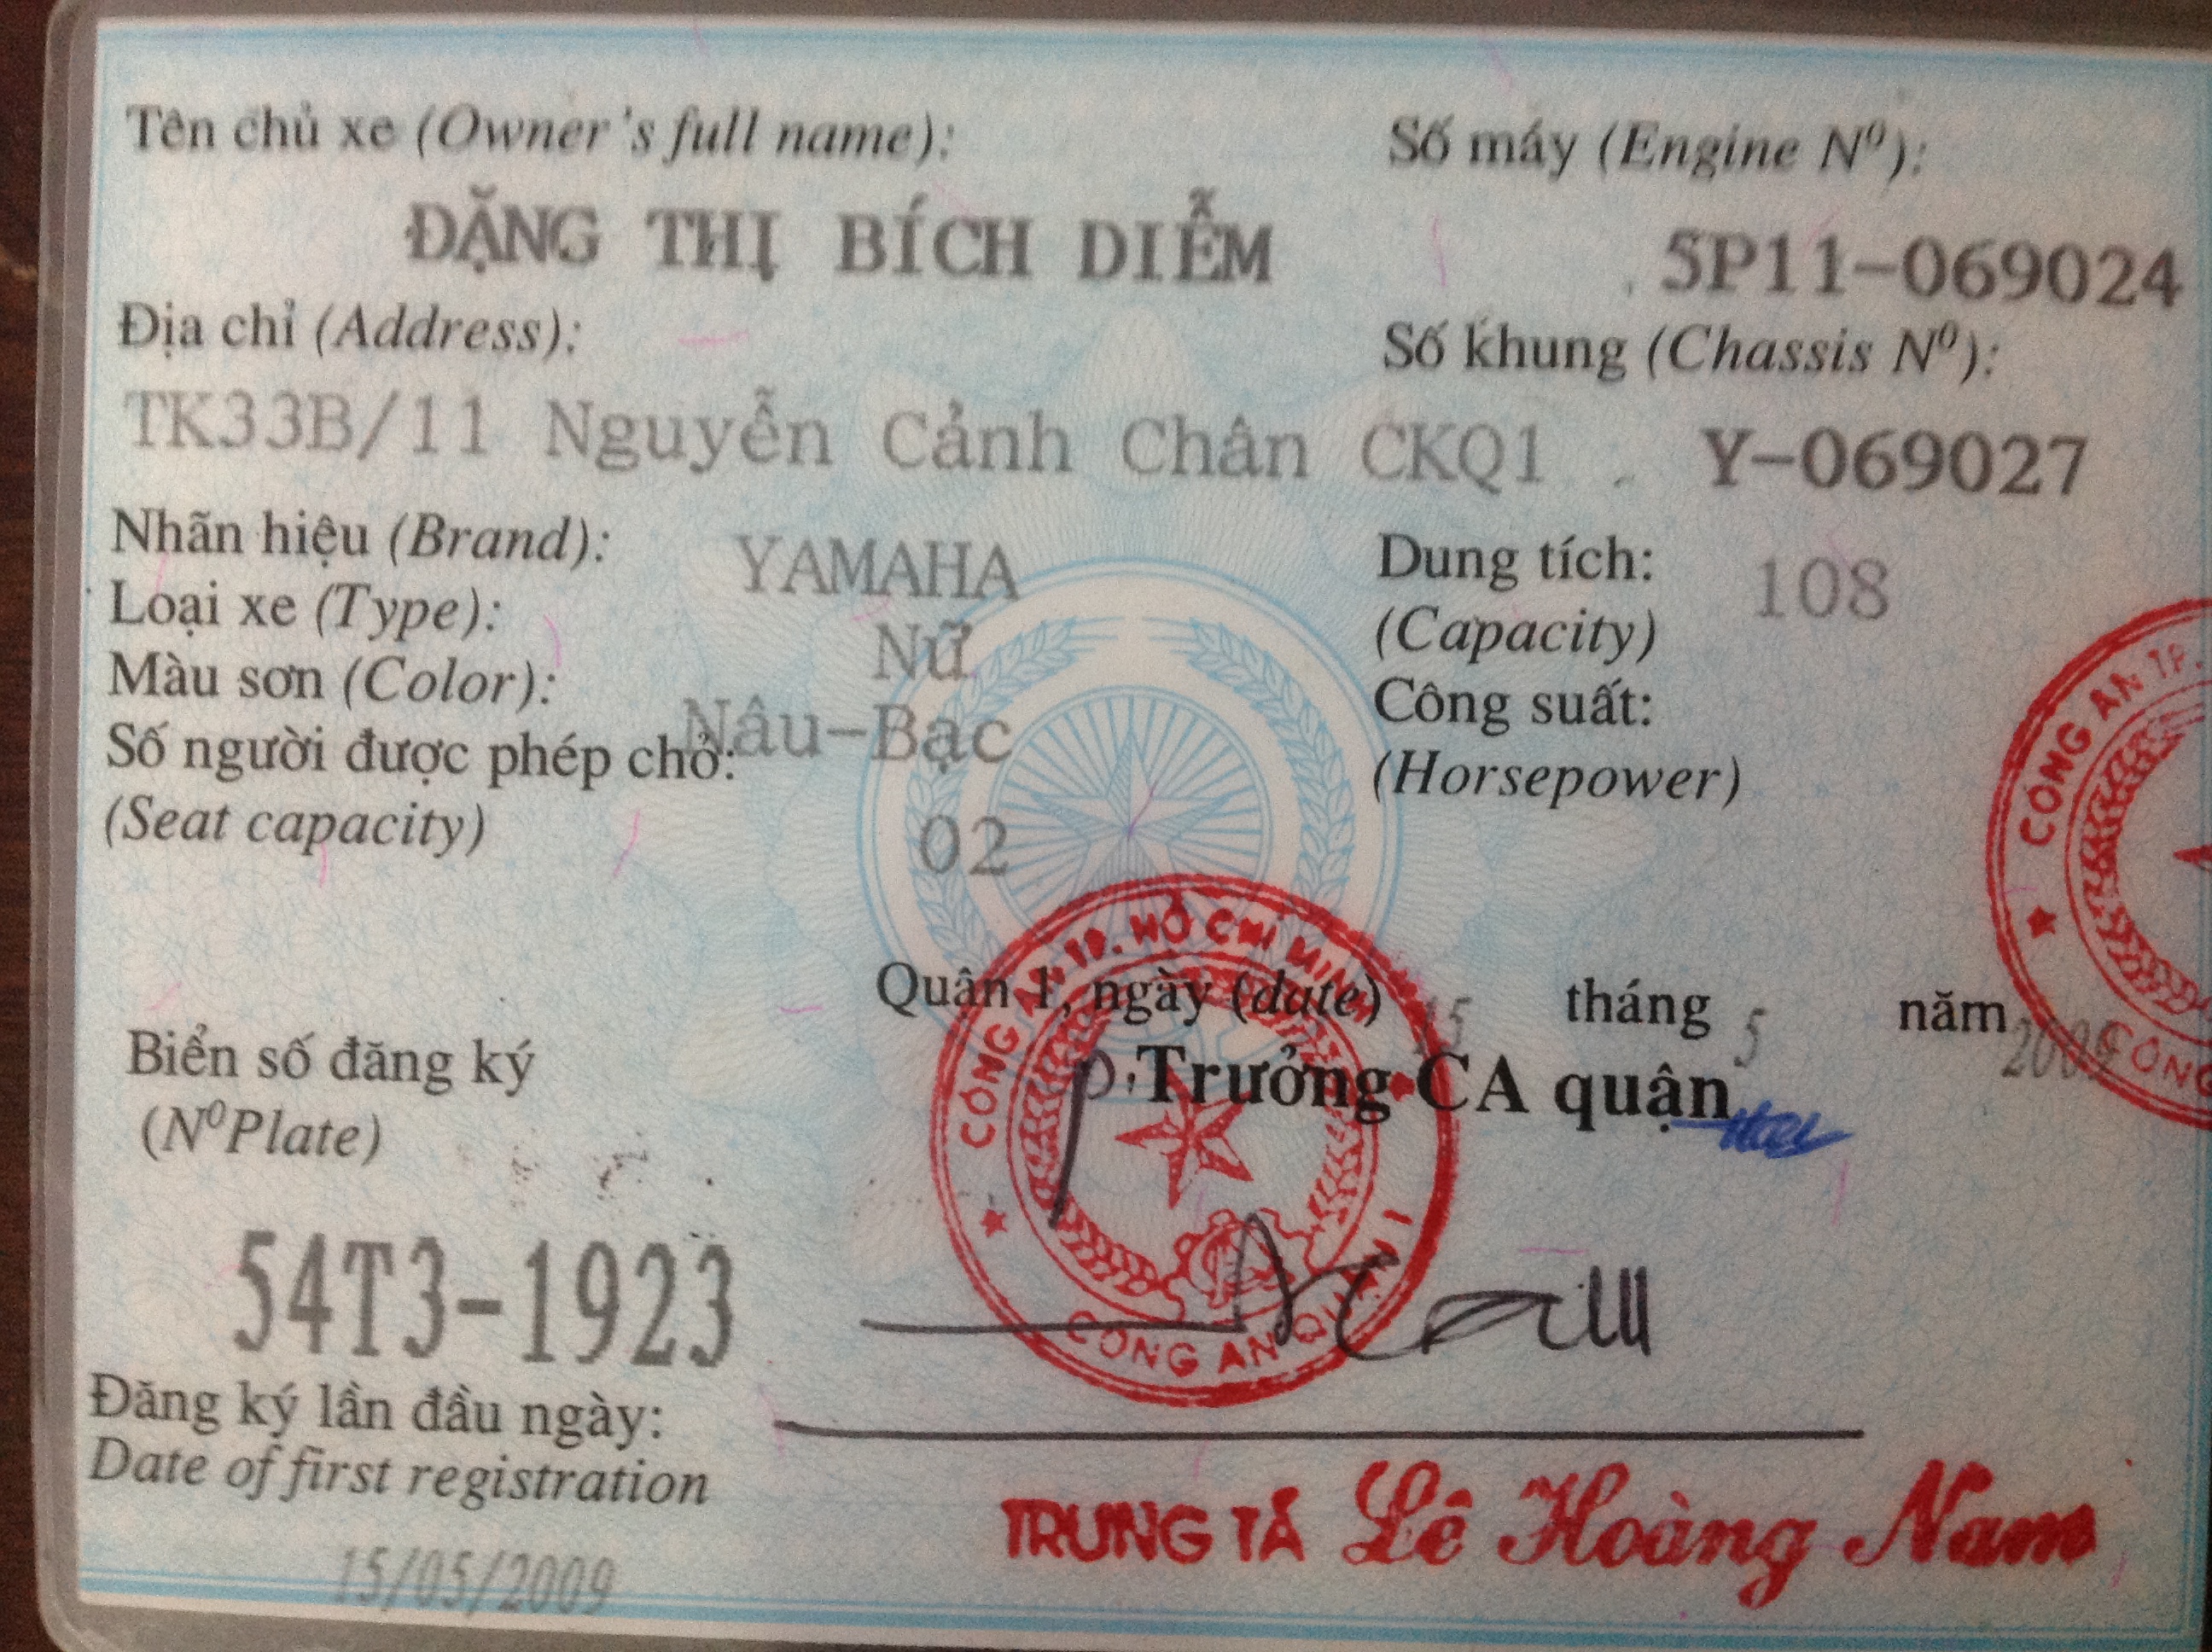 Tên chủ xe (Owner's full name):
ĐẶNG THỊ BÍCH DIỄM
Địa chỉ (Address):
TK33B/11 Nguyễn Cảnh Chân CKQ1
Nhãn hiệu (Brand): YAMAHA
Loại xe (Type): Nữ
Màu sơn (Color): Nâu-Bạc
Số người được phép chở:
(Seat capacity) 02
Số máy (Engine Nº):
5P11-069024
Số khung (Chassis Nº):
Y-069027
Dung tích: 108
(Capacity)
Công suất:
(Horsepower)
Quận 1, ngày (date) 15 tháng 5 năm 2009
P. Trưởng CA quận
CÔNG AN TP. HỒ CHÍ MINH
CÔNG AN QUẬN 1
CÔNG AN TP.
CÔNG
Biển số đăng ký
(NºPlate)
54T3-1923
Đăng ký lần đầu ngày:
Date of first registration
15/05/2009
TRUNG TÁ Lê Hoàng Nam